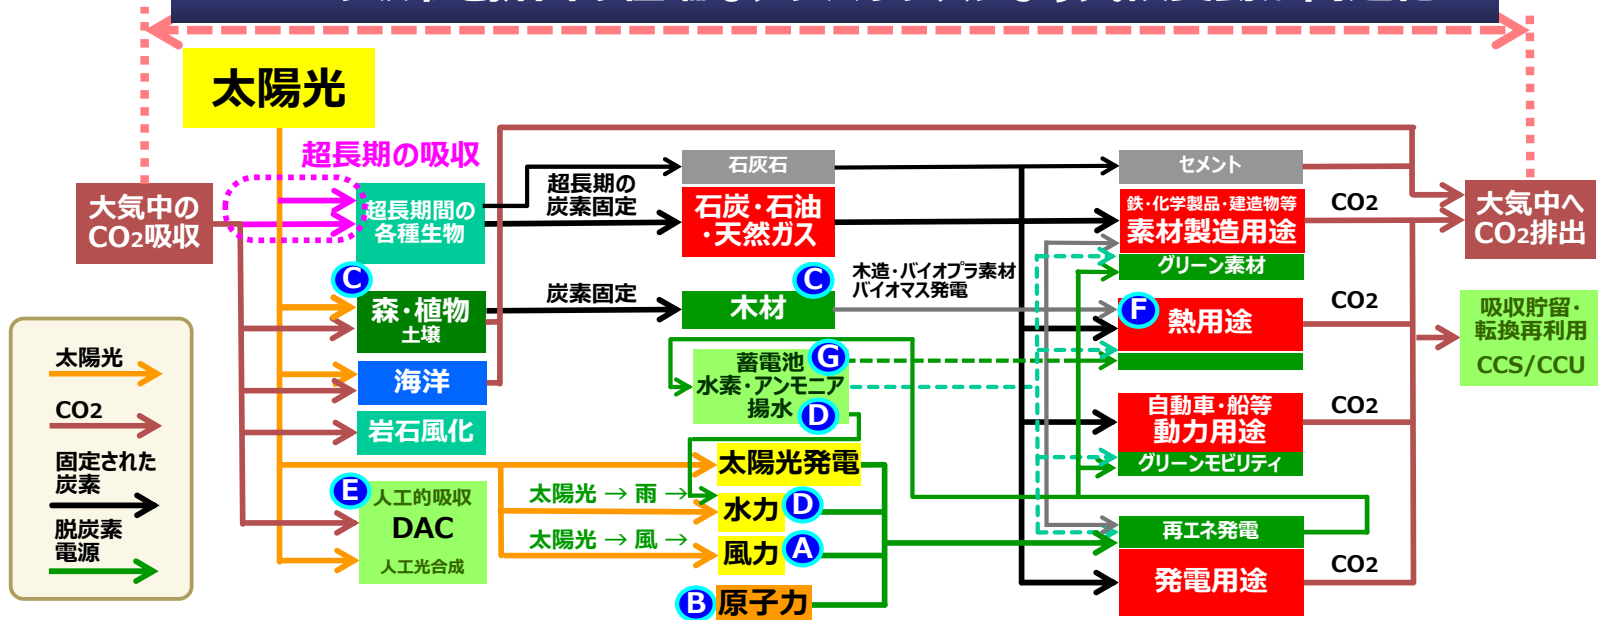 太陽光
超長期の吸収
大気中の
CO2吸収
超長期間の
各種生物
超長期の
炭素固定
石灰石
石炭・石油
・天然ガス
セメント
鉄・化学製品・建造物等
素材製造用途
グリーン素材
CO2
大気中へ
CO2排出
C
森・植物
土壌
炭素固定
C
木材
木造・バイオプラ素材
バイオマス発電
F
熱用途
CO2
吸収貯留・
転換再利用
CCS/CCU
太陽光
CO2
固定された
炭素
脱炭素
電源
海洋
岩石風化
蓄電池
G
水素・アンモニア
揚水
D
自動車・船等
動力用途
グリーンモビリティ
CO2
E
人工的吸収
DAC
人工光合成
太陽光発電
太陽光 → 雨 →
水力
D
太陽光 → 風 →
風力
A
B
原子力
再エネ発電
発電用途
CO2